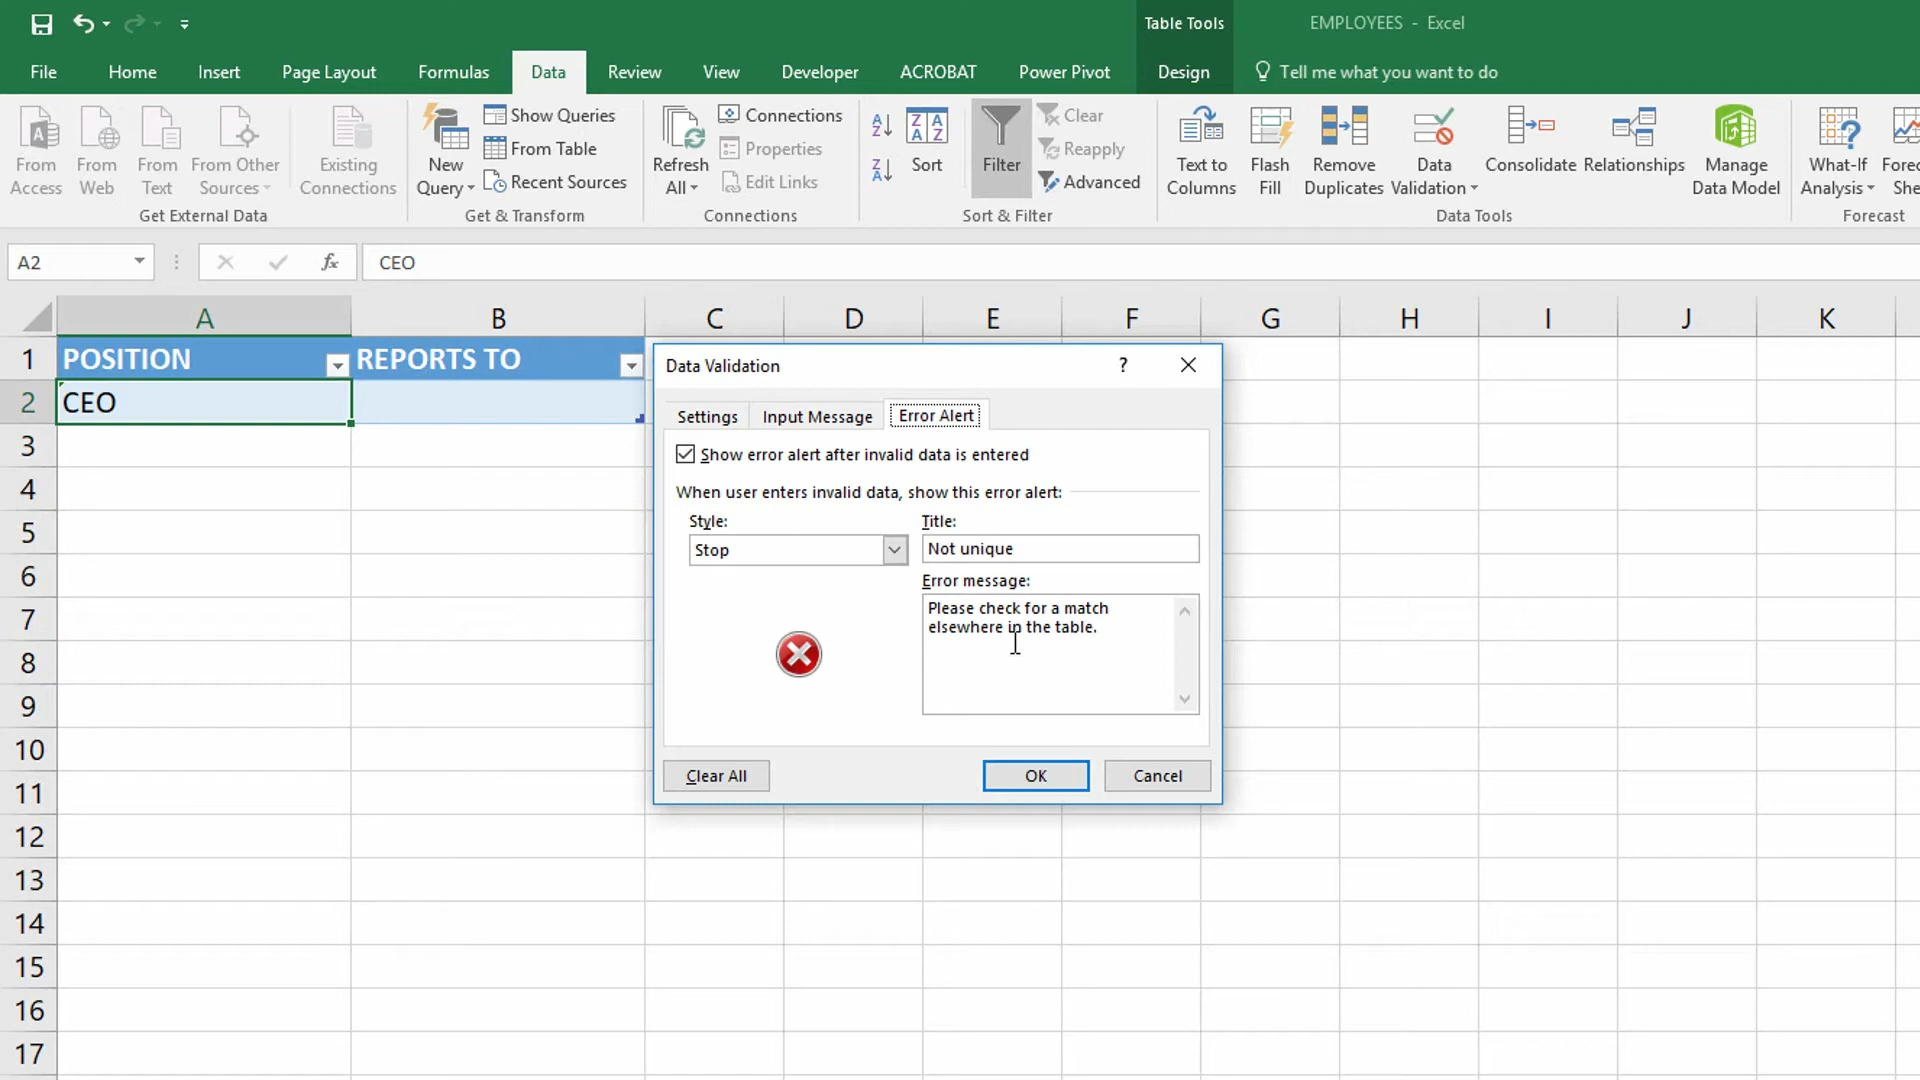 Table Tools
EMPLOYEES - Excel
File Home Insert Page Layout Formulas Data Review View Developer ACROBAT Power Pivot Design Tell me what you want to do
From Access
From Web
From Text
From Other Sources
Existing Connections
Get External Data
New Query
Show Queries
From Table
Recent Sources
Get & Transform
Refresh All
Connections
Properties
Edit Links
Connections
A Z
Z A
Z A
A Z
Sort
Filter
Clear
Reapply
Advanced
Sort & Filter
Text to Columns
Flash Fill
Remove Duplicates
Data Validation
Consolidate
Relationships
Manage Data Model
Data Tools
What-If Analysis
Forecast
A2
fx
CEO
A B C D E F G H I J K
1 POSITION REPORTS TO
2 CEO
3
4
5
6
7
8
9
10
11
12
13
14
15
16
17
Data Validation
?
Settings Input Message Error Alert
Show error alert after invalid data is entered
When user enters invalid data, show this error alert:
Style:
Stop
Title:
Not unique
Error message:
Please check for a match
elsewhere in the table.
Clear All OK Cancel